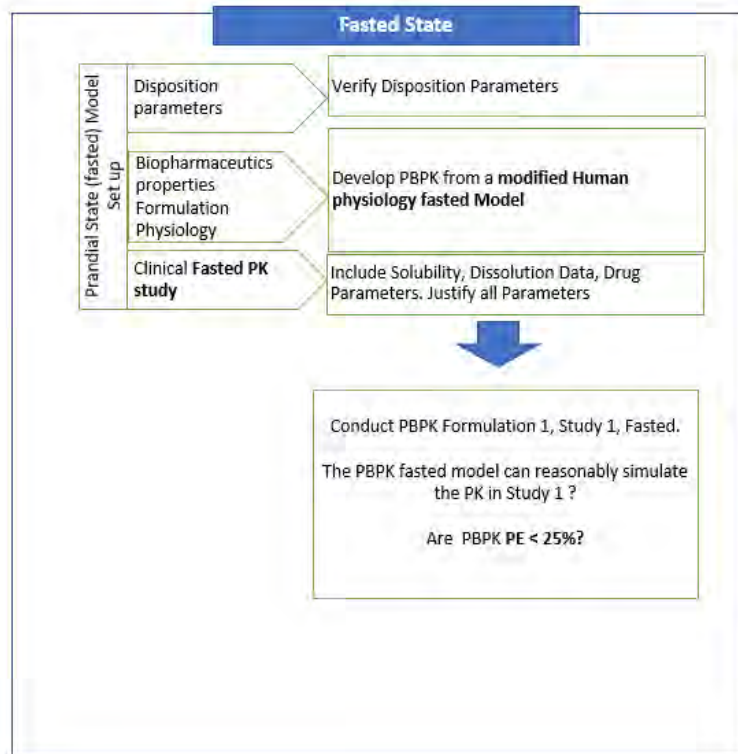 Fasted State
Prandial State (fasted) Model
Set up
Disposition
parameters
Verify Disposition Parameters
Biopharmaceutics
properties
Formulation
Physiology
Develop PBPK from a modified Human
physiology fasted Model
Clinical Fasted PK
study
Include Solubility, Dissolution Data, Drug
Parameters. Justify all Parameters
Conduct PBPK Formulation 1, Study 1, Fasted.
The PBPK fasted model can reasonably simulate
the PK in Study 1 ?
Are PBPK PE < 25%?